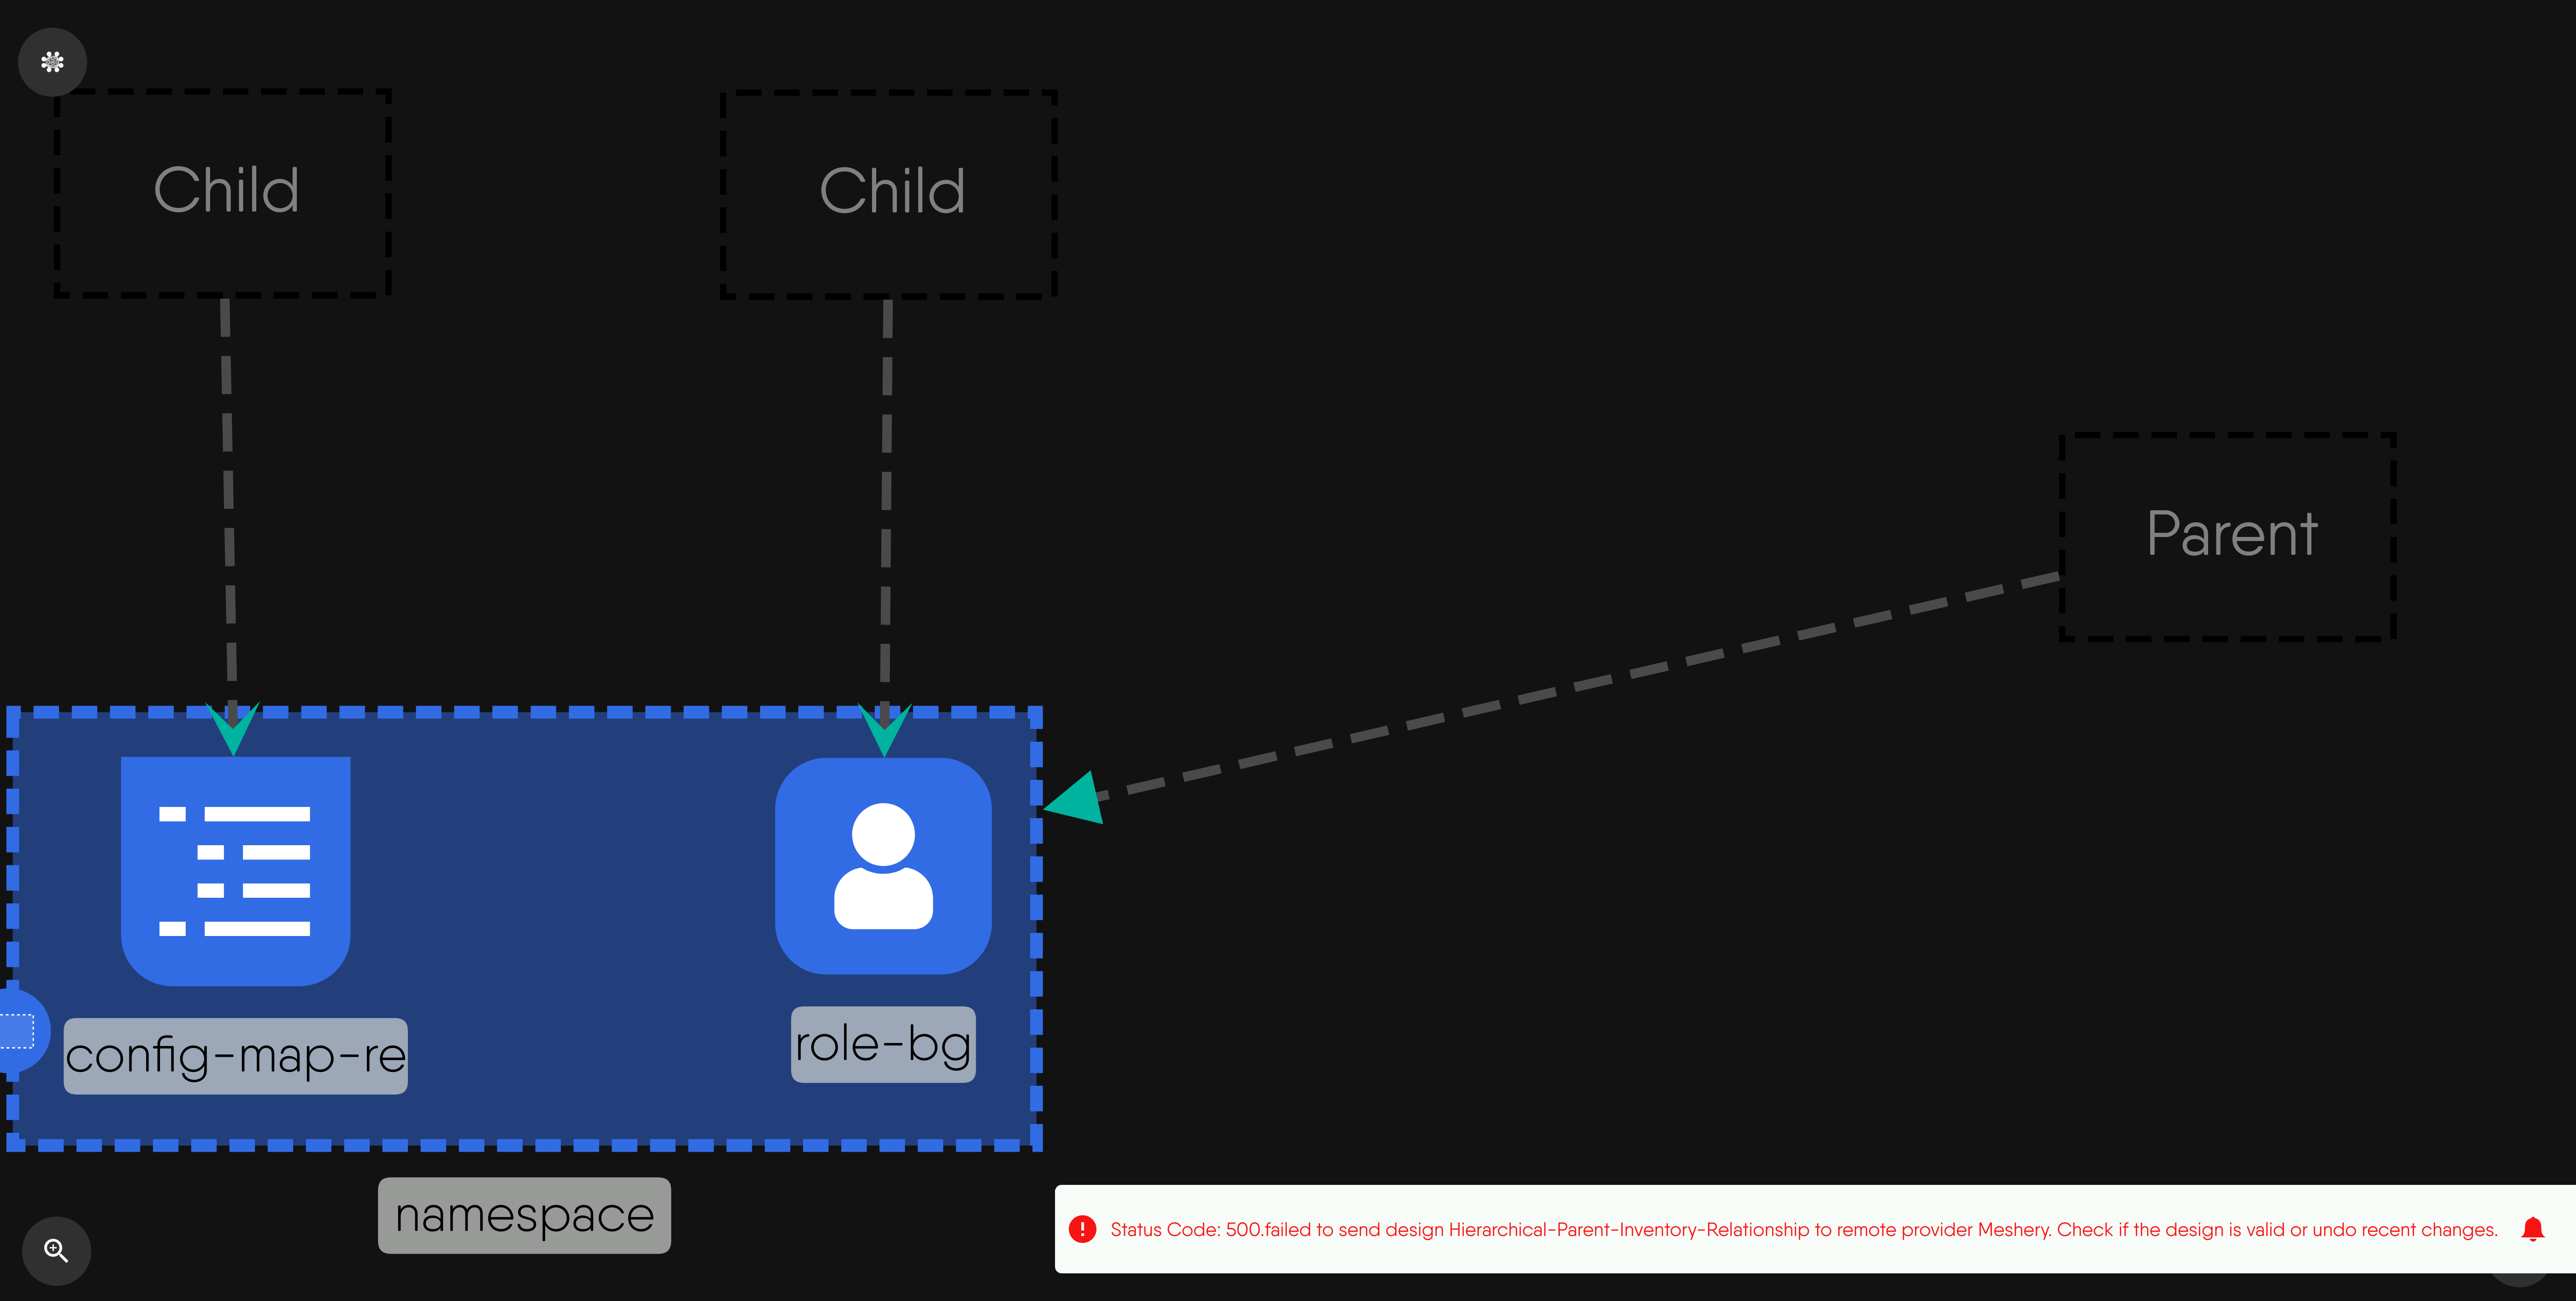 Child
Child
Parent
config-map-re
role-bg
namespace
Status Code: 500.failed to send design Hierarchical-Parent-Inventory-Relationship to remote provider Meshery. Check if the design is valid or undo recent changes.